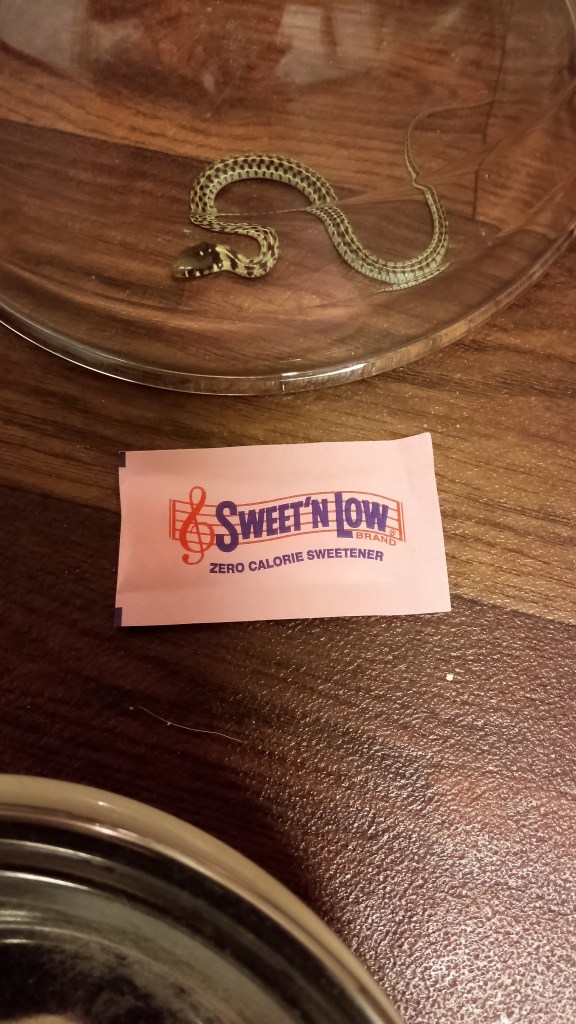 SWEET'N LOW®
BRAND
ZERO CALORIE SWEETENER